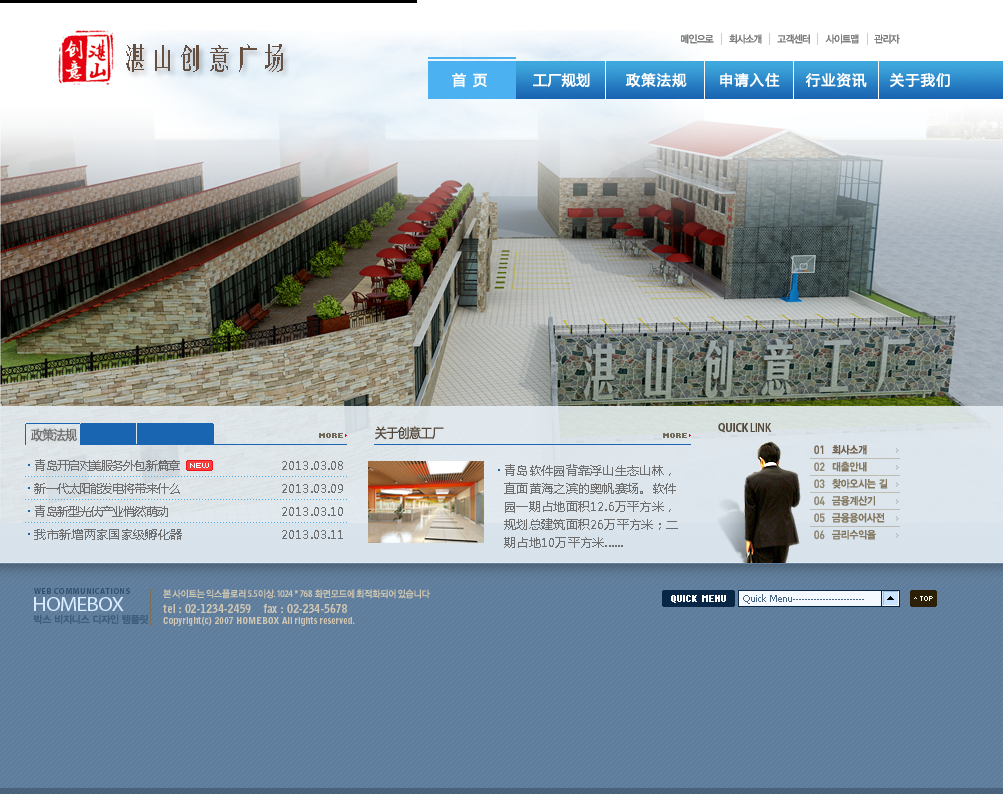 创意 湛山
湛山创意广场
메인으로 회사소개 고객센터 사이트맵 관리자
首 页 工厂规划 政策法规 申请入住 行业资讯 关于我们
湛山创意工厂
政策法规 MORE
青岛开启对美服务外包新篇章 NEW 2013.03.08
新一代太阳能发电将带来什么 2013.03.09
青岛新型光伏产业悄然萌动 2013.03.10
我市新增两家国家级孵化器 2013.03.11
关于创意工厂 MORE
青岛软件园背靠浮山生态山林，
直面黄海之滨的奥帆赛场。软件
园一期占地面积12.6万平方米，
规划总建筑面积26万平方米；二
期占地10万平方米......
QUICK LINK
01 회사소개
02 대출안내
03 찾아오시는 길
04 금융계산기
05 금융용어사전
06 금리수익율
WEB COMMUNICATIONS
HOMEBOX
박스 비지니스 디자인 템플릿
본 사이트는 익스플로러 5.5이상. 1024 * 768 화면모드에 최적화되어 있습니다
tel : 02-1234-2459 fax : 02-234-5678
Copyright(c) 2007 HOMEBOX All rights reserved.
QUICK MENU Quick Menu------------------------ TOP